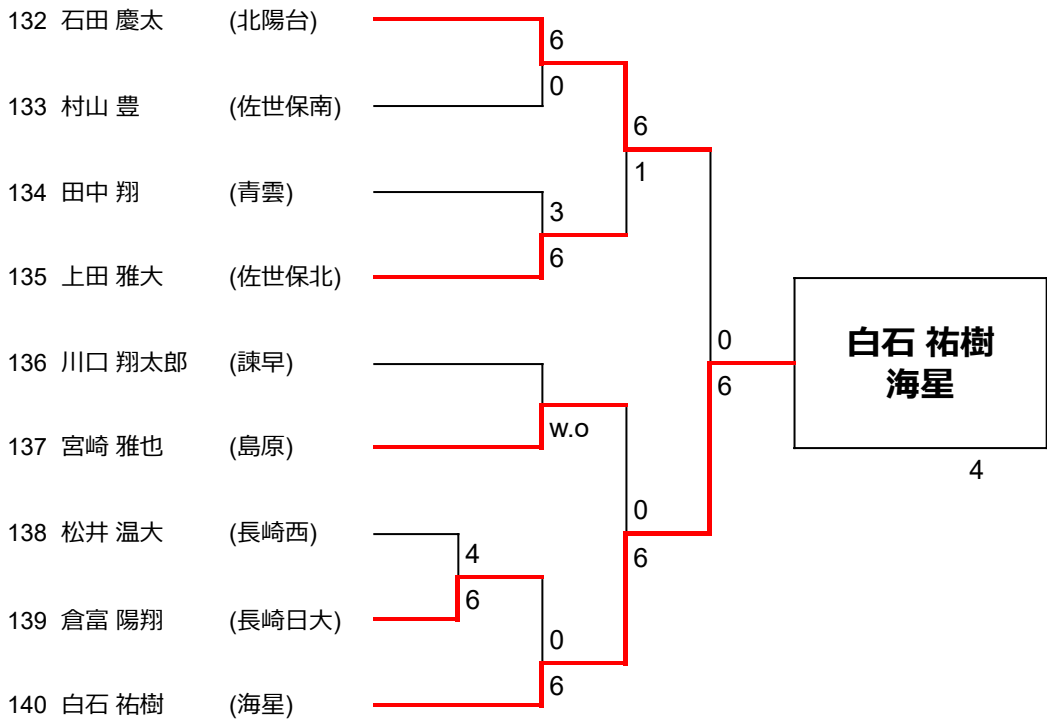 132 石田 慶太 (北陽台)
6
0
133 村山 豊 (佐世保南)
6
1
134 田中 翔 (青雲)
3
6
135 上田 雅大 (佐世保北)
0
6
白石 祐樹
海星
4
136 川口 翔太郎 (諫早)
w.o
137 宮崎 雅也 (島原)
0
6
138 松井 温大 (長崎西)
4
6
139 倉富 陽翔 (長崎日大)
0
6
140 白石 祐樹 (海星)